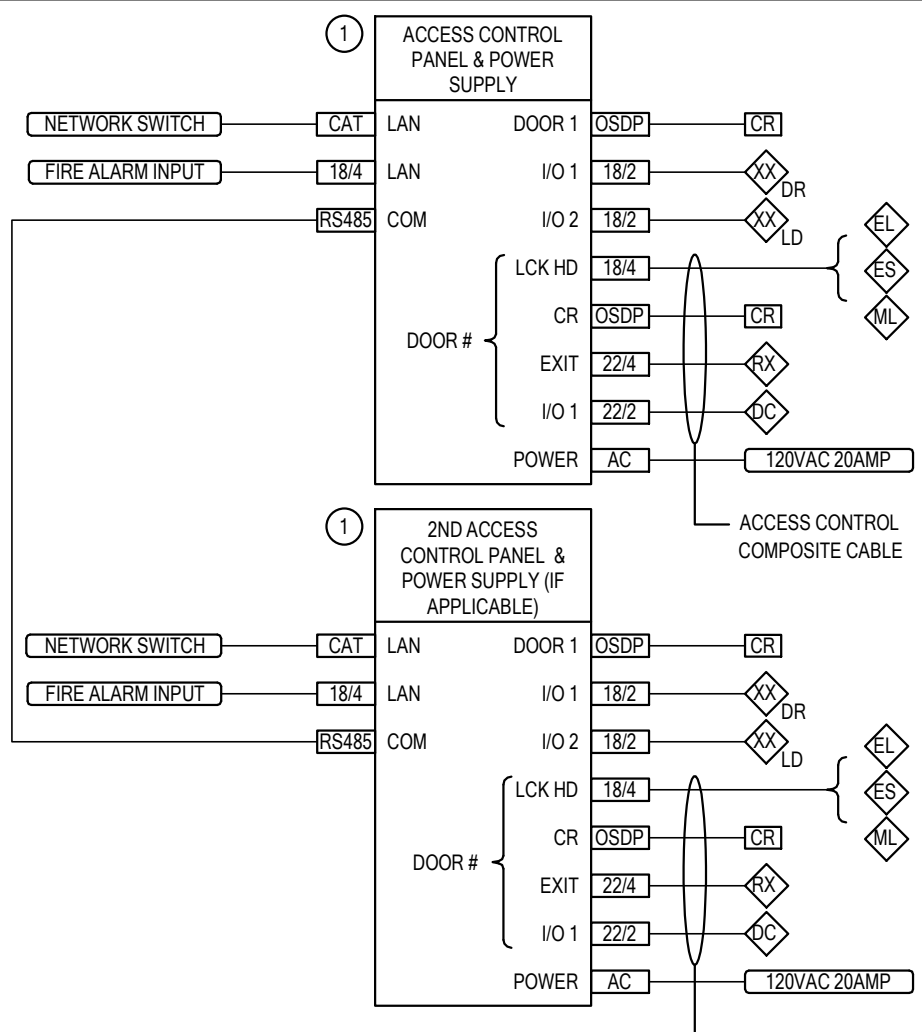 1
ACCESS CONTROL
PANEL & POWER
SUPPLY
NETWORK SWITCH CAT LAN DOOR 1 OSDP CR
FIRE ALARM INPUT 18/4 LAN I/O 1 18/2 XX DR
RS485 COM I/O 2 18/2 XX LD
EL
LCK HD 18/4 ES
ML
CR OSDP CR
DOOR #
EXIT 22/4 RX
I/O 1 22/2 DC
POWER AC 120VAC 20AMP
ACCESS CONTROL
COMPOSITE CABLE
1
2ND ACCESS
CONTROL PANEL &
POWER SUPPLY (IF
APPLICABLE)
NETWORK SWITCH CAT LAN DOOR 1 OSDP CR
FIRE ALARM INPUT 18/4 LAN I/O 1 18/2 XX DR
RS485 COM I/O 2 18/2 XX LD
EL
LCK HD 18/4 ES
ML
CR OSDP CR
DOOR #
EXIT 22/4 RX
I/O 1 22/2 DC
POWER AC 120VAC 20AMP